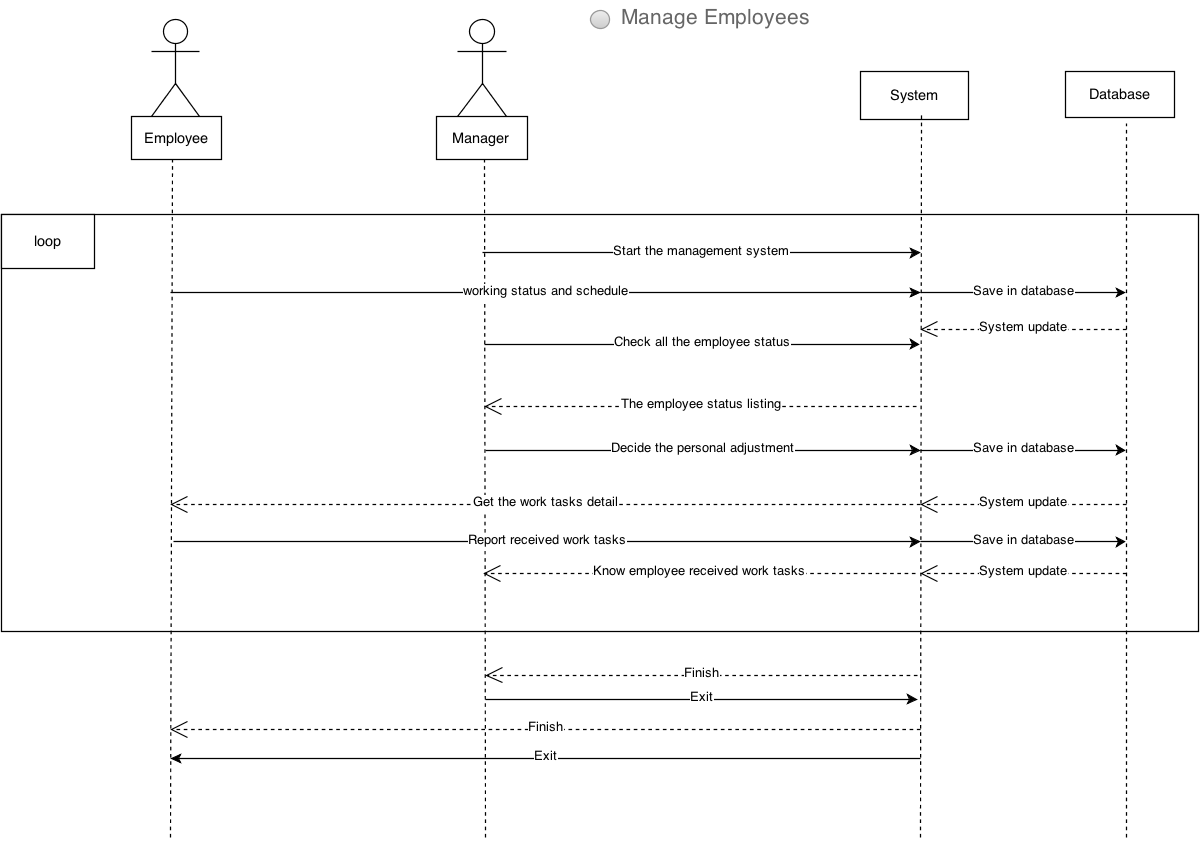 Manage Employees
Employee
Manager
System
Database
loop
Start the management system
working status and schedule
Save in database
System update
Check all the employee status
The employee status listing
Decide the personal adjustment
Save in database
Get the work tasks detail
System update
Report received work tasks
Save in database
Know employee received work tasks
System update
Finish
Exit
Finish
Exit